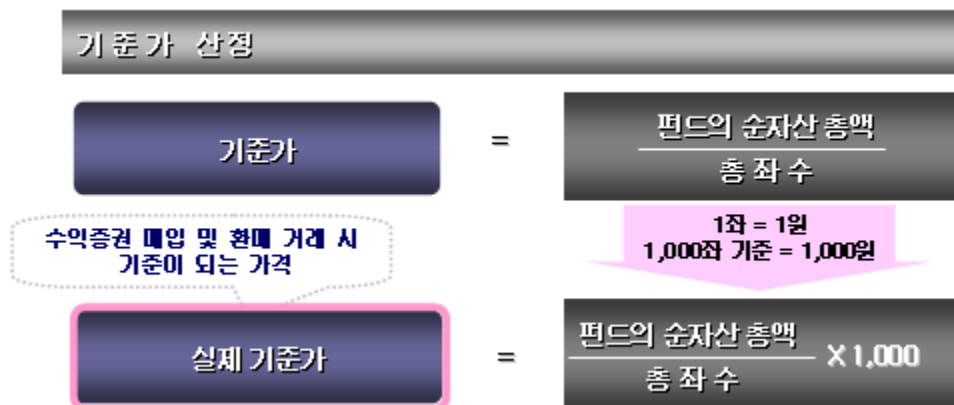 기준가 산정
기준가
=
펀드의 순자산 총액
총 좌 수
수익증권 매입 및 환매 거래 시
기준이 되는 가격
1좌 = 1원
1,000좌 기준 = 1,000원
실제 기준가
=
펀드의 순자산 총액
총 좌 수
X 1,000